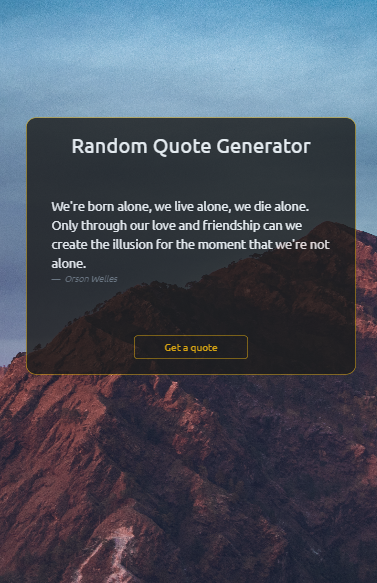 Random Quote Generator
We're born alone, we live alone, we die alone.
Only through our love and friendship can we
create the illusion for the moment that we're not
alone.
— Orson Welles
Get a quote